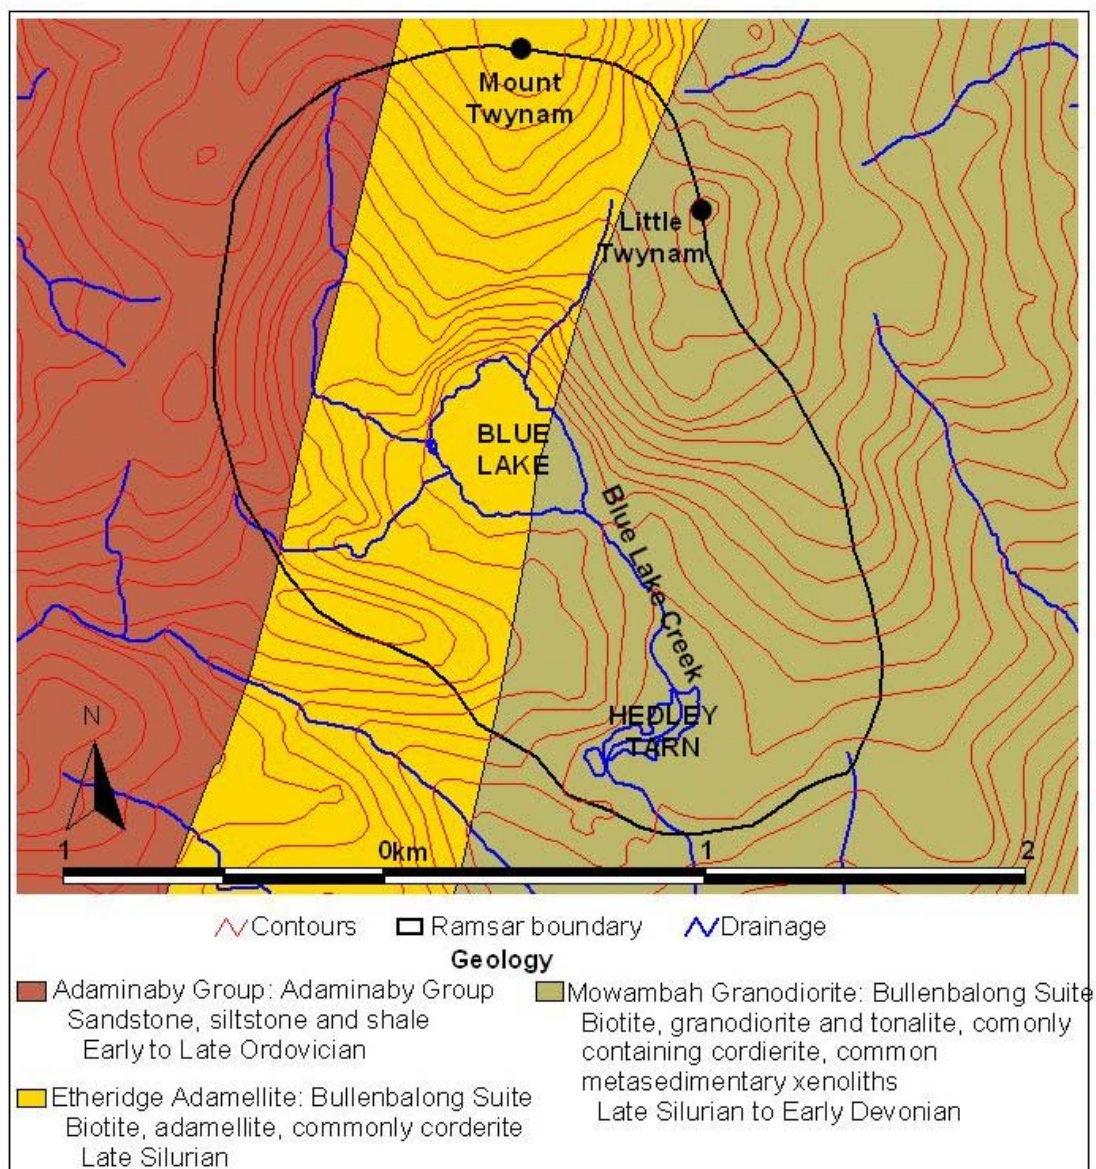 Mount
Twynam
Little
Twynam
BLUE
LAKE
Blue Lake Creek
HEDLEY
TARN
N
1 0km 1 2
Contours Ramsar boundary Drainage
Geology
Adaminaby Group: Adaminaby Group
Sandstone, siltstone and shale
Early to Late Ordovician
Etheridge Adamellite: Bullenbalong Suite
Biotite, adamellite, commonly corderite
Late Silurian
Mowambah Granodiorite: Bullenbalong Suite
Biotite, granodiorite and tonalite, comonly
containing cordierite, common
metasedimentary xenoliths
Late Silurian to Early Devonian